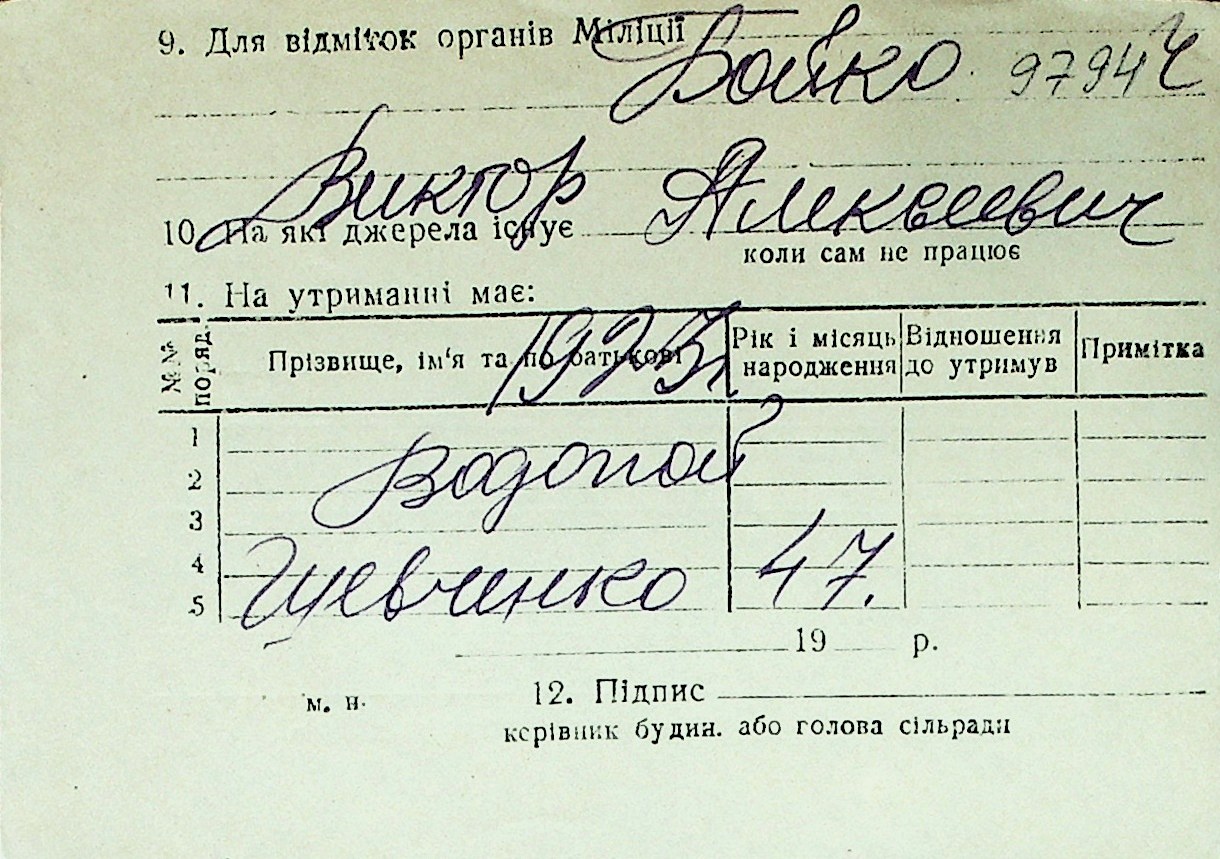 9. Для відміток органів Міліції
Бойко 9794 Ч
Виктор Алексеевич
10. На які джерела існує
коли сам не працює
11. На утриманні має:
№№ поряд. Прізвище, ім'я та по батькові Рік і місяць народження Відношення до утримув Примітка
1923
1
Водопой
2
3
4
Шевченко 47.
5
19 р.
м. п. 12. Підпис
керівник будин. або голова сільради